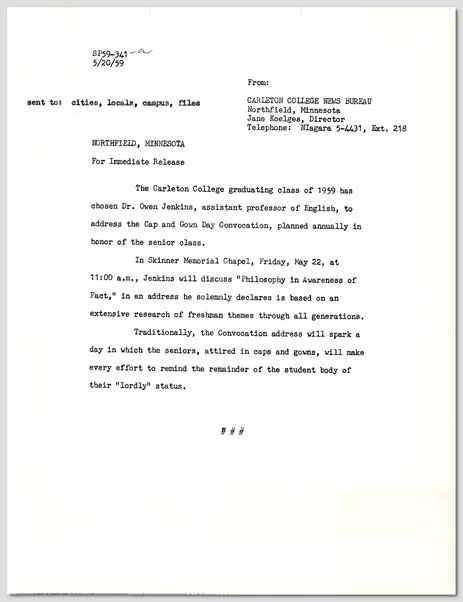 SP59-341-a
5/20/59
From:
sent to: cities, locals, campus, files
CARLETON COLLEGE NEWS BUREAU
Northfield, Minnesota
Jane Koelges, Director
Telephone: NIagara 5-4431, Ext. 218
NORTHFIELD, MINNESOTA
For Immediate Release
The Carleton College graduating class of 1959 has
chosen Dr. Owen Jenkins, assistant professor of English, to
address the Cap and Gown Day Convocation, planned annually in
honor of the senior class.
In Skinner Memorial Chapel, Friday, May 22, at
11:00 a.m., Jenkins will discuss "Philosophy in Awareness of
Fact," in an address he solemnly declares is based on an
extensive research of freshman themes through all generations.
Traditionally, the Convocation address will spark a
day in which the seniors, attired in caps and gowns, will make
every effort to remind the remainder of the student body of
their "lordly" status.
# # #